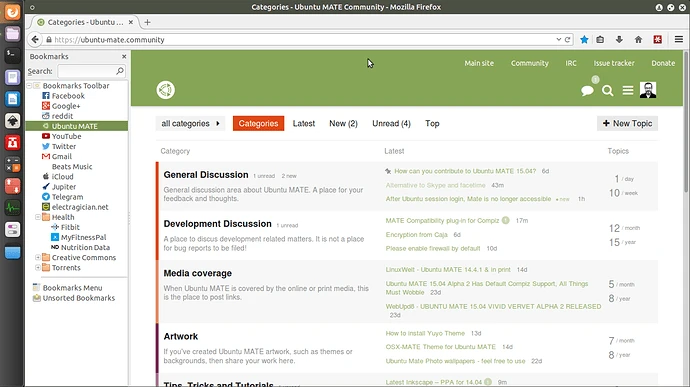 Categories - Ubuntu MATE Community - Mozilla Firefox
Categories - Ubuntu ...
https://ubuntu-mate.community
Bookmarks
Search:
Bookmarks Toolbar
Facebook
Google+
reddit
Ubuntu MATE
YouTube
Twitter
Gmail
Beats Music
iCloud
Jupiter
Telegram
electragician.net
Health
Fitbit
MyFitnessPal
Nutrition Data
Creative Commons
Torrents
Bookmarks Menu
Unsorted Bookmarks
Main site Community IRC Issue tracker Donate
all categories Categories Latest New (2) Unread (4) Top + New Topic
Category Latest Topics
General Discussion 1 unread 2 new
General discussion area about Ubuntu MATE. A place for your
feedback and thoughts.
How can you contribute to Ubuntu MATE 15.04? 6d
Allternative to Skype and facetime 43m
After Ubuntu session login, Mate is no longer accessible • new 1h
1 / day
10 / week
Development Discussion 1 unread
A place to discus development related matters. It is not a place
for bug reports to be filed!
MATE Compatibility plug-in for Compiz 1 17m
Encryption from Caja 6d
Please enable firewall by default 10d
12 / month
15 / year
Media coverage
When Ubuntu MATE is covered by the online or print media, this
is the place to post links.
LinuxWelt - Ubuntu MATE 14.4.1 & in print 14d
Ubuntu MATE 15.04 Alpha 2 Has Default Compiz Support, All Things
Must Wobble 23d
WebUpd8 - UBUNTU MATE 15.04 VIVID VERVET ALPHA 2 RELEASED
23d
5 / month
8 / year
Artwork
If you've created Ubuntu MATE artwork, such as themes or
backgrounds, then share your work here.
How to install Yuyo Theme 13d
OSX-MATE Theme for Ubuntu MATE 14d
Ubuntu Mate Photo wallpapers - feel free to use 22d
7 / month
8 / year
Tips, Tricks and Tutorials
Latest Inkscape – PPA for 14.04 9m